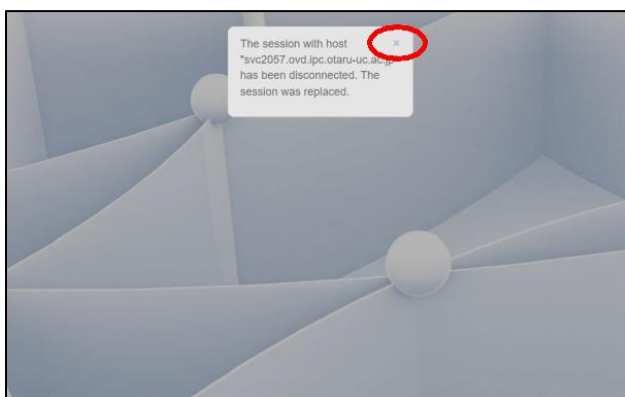 The session with host
"svc2057.ovd.ipc.otaru-uc.ac.jp"
has been disconnected. The
session was replaced.
×